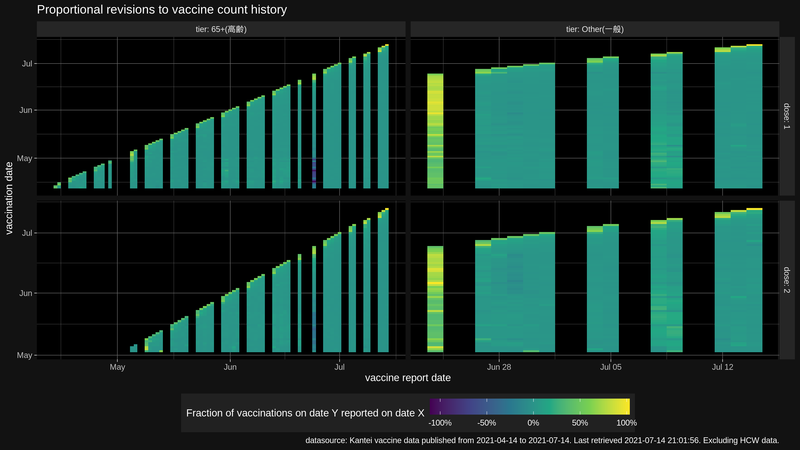 Proportional revisions to vaccine count history
tier: 65+(高齢)
tier: Other(一般)
Jul
Jun
May
dose: 1
vaccination date
Jul
Jun
May
dose: 2
May
Jun
Jul
Jun 28
Jul 05
Jul 12
vaccine report date
Fraction of vaccinations on date Y reported on date X
-100%
-50%
0%
50%
100%
datasource: Kantei vaccine data published from 2021-04-14 to 2021-07-14. Last retrieved 2021-07-14 21:01:56. Excluding HCW data.